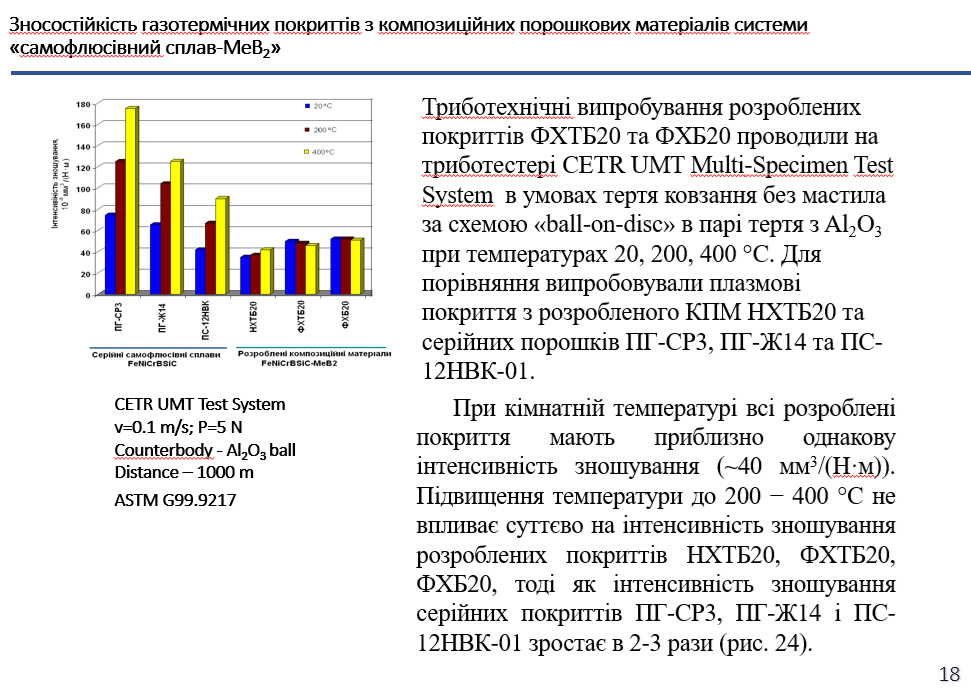 Зносостійкість газотермічних покриттів з композиційних порошкових матеріалів системи
«самофлюсівний сплав-MeB₂»
180
160
140
120
100
80
60
40
20
0
Інтенсивність зношування,
10⁻⁶ мм³/(Н·м)
20°C
200°C
400°C
ПГ-СР3
ПГ-Ж14
ПС-12НВК
НХТБ20
ФХТБ20
ФХБ20
Серійні самофлюсівні сплави
FeNiCrBSiC
Розроблені композиційні матеріали
FeNiCrBSiC-MeB2
CETR UMT Test System
v=0.1 m/s; P=5 N
Counterbody - Al₂O₃ ball
Distance – 1000 m
ASTM G99.9217
Триботехнічні випробування розроблених
покриттів ФХТБ20 та ФХБ20 проводили на
триботестері CETR UMT Multi-Specimen Test
System в умовах тертя ковзання без мастила
за схемою «ball-on-disc» в парі тертя з Al₂O₃
при температурах 20, 200, 400 °С. Для
порівняння випробовували плазмові
покриття з розробленого КПМ НХТБ20 та
серійних порошків ПГ-СР3, ПГ-Ж14 та ПС-
12НВК-01.
При кімнатній температурі всі розроблені
покриття мають приблизно однакову
інтенсивність зношування (~40 мм³/(Н·м)).
Підвищення температури до 200 − 400 °С не
впливає суттєво на інтенсивність зношування
розроблених покриттів НХТБ20, ФХТБ20,
ФХБ20, тоді як інтенсивність зношування
серійних покриттів ПГ-СР3, ПГ-Ж14 і ПС-
12НВК-01 зростає в 2-3 рази (рис. 24).
18